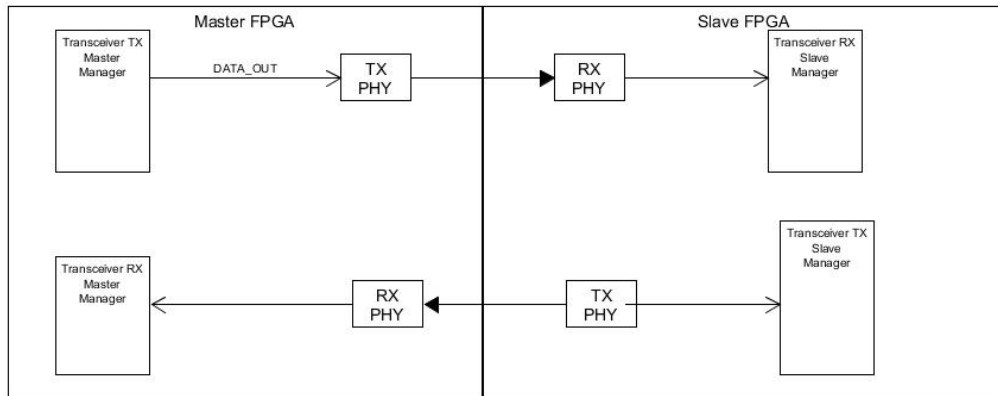 Master FPGA
Slave FPGA
Transceiver TX
Master
Manager
DATA_OUT
TX
PHY
RX
PHY
Transceiver RX
Slave
Manager
Transceiver RX
Master
Manager
RX
PHY
TX
PHY
Transceiver TX
Slave
Manager